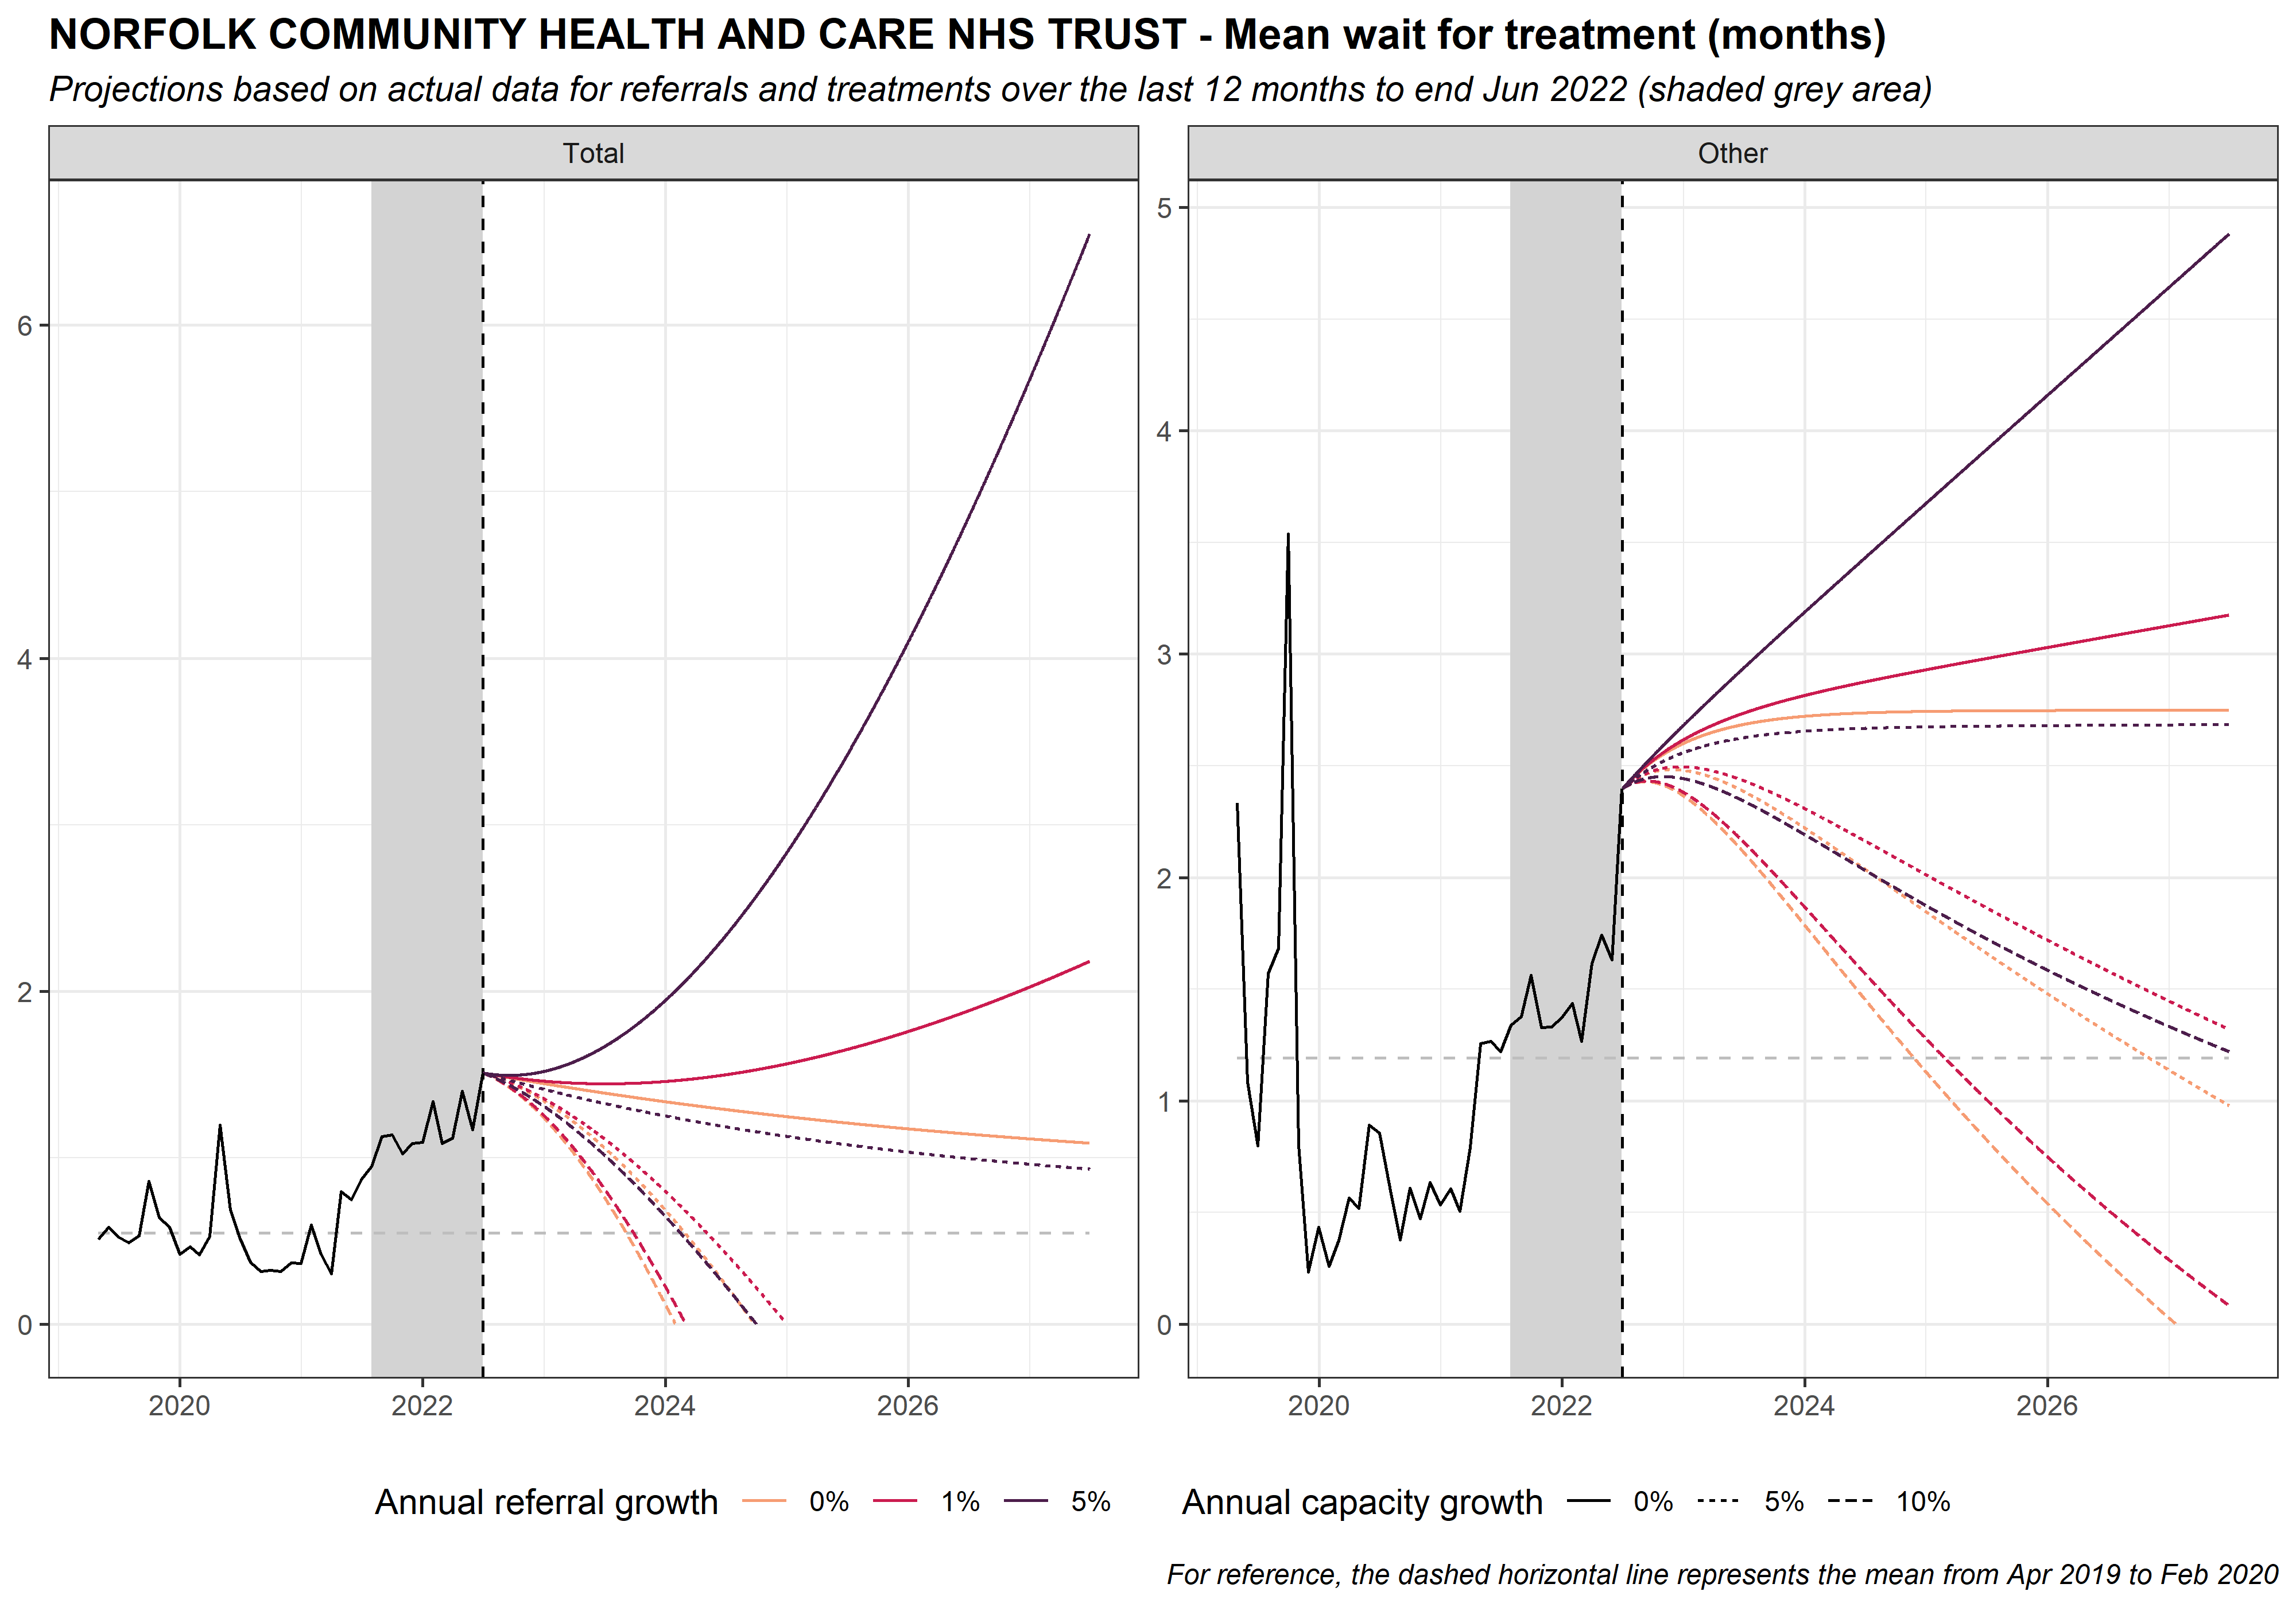 NORFOLK COMMUNITY HEALTH AND CARE NHS TRUST - Mean wait for treatment (months)
Projections based on actual data for referrals and treatments over the last 12 months to end Jun 2022 (shaded grey area)
Total
Other
6
4
2
0
5
4
3
2
1
0
2020 2022 2024 2026
2020 2022 2024 2026
Annual referral growth 0% 1% 5%
Annual capacity growth 0% 5% 10%
For reference, the dashed horizontal line represents the mean from Apr 2019 to Feb 2020